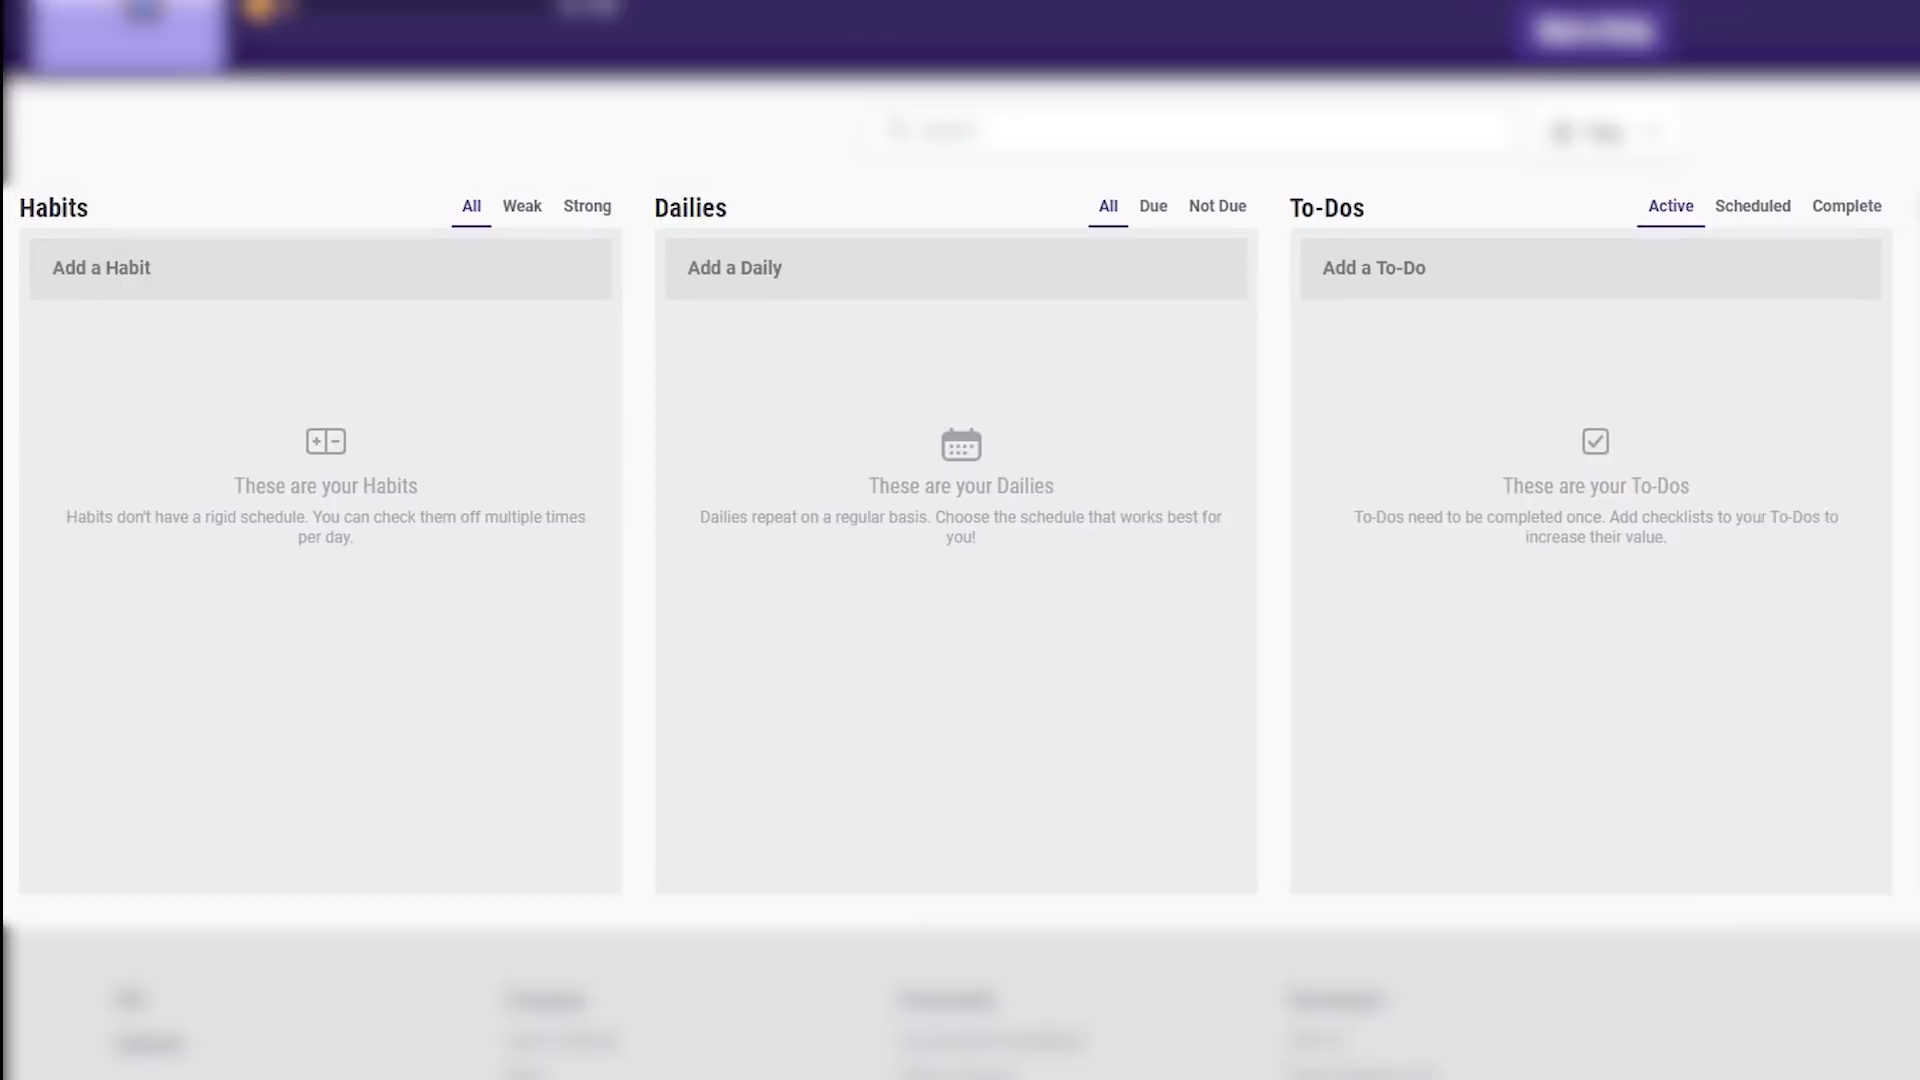 Habits
All Weak Strong
Add a Habit
These are your Habits
Habits don't have a rigid schedule. You can check them off multiple times
per day.
Dailies
All Due Not Due
Add a Daily
These are your Dailies
Dailies repeat on a regular basis. Choose the schedule that works best for
you!
To-Dos
Active Scheduled Complete
Add a To-Do
These are your To-Dos
To-Dos need to be completed once. Add checklists to your To-Dos to
increase their value.